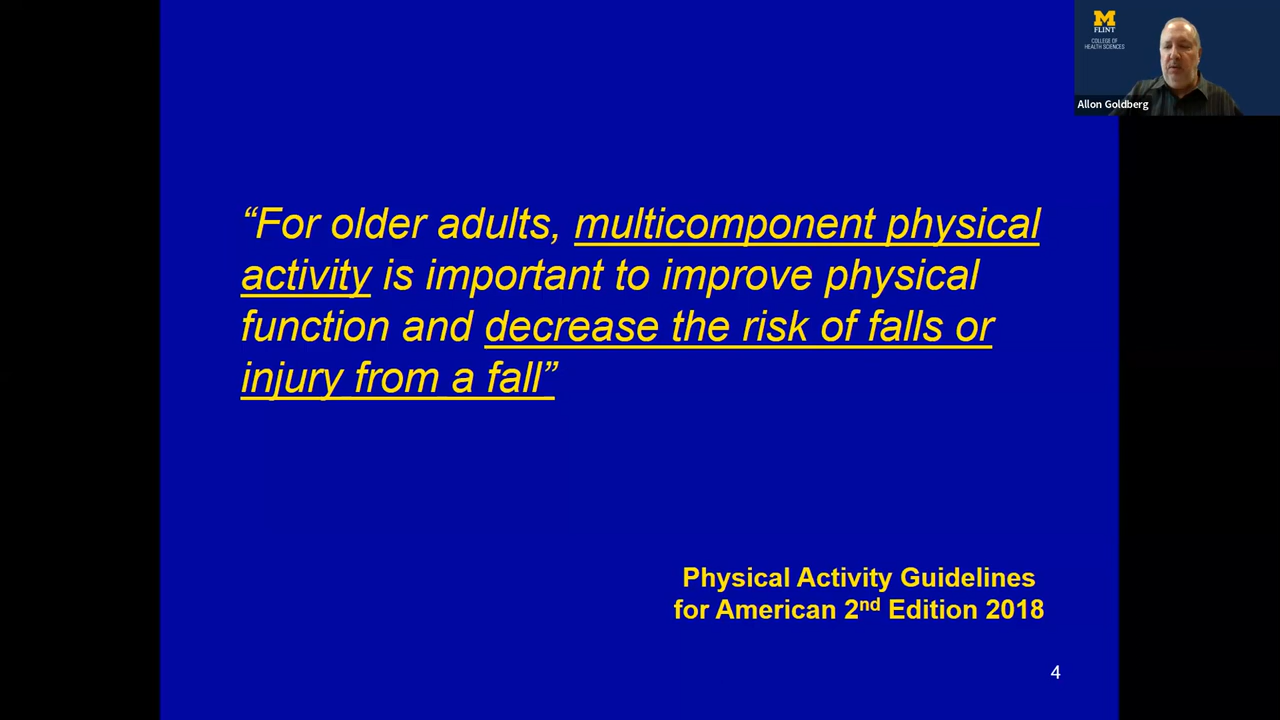 M
FLINT
COLLEGE OF
HEALTH SCIENCES
Allon Goldberg
“For older adults, multicomponent physical
activity is important to improve physical
function and decrease the risk of falls or
injury from a fall”
Physical Activity Guidelines
for American 2nd Edition 2018
4